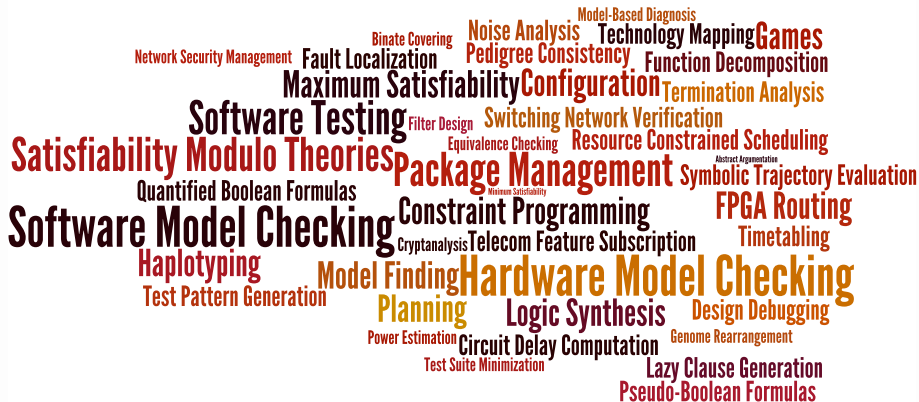 Model-Based Diagnosis
Noise Analysis
Technology Mapping
Games
Binate Covering
Network Security Management
Fault Localization
Pedigree Consistency
Function Decomposition
Maximum Satisfiability
Configuration
Termination Analysis
Software Testing
Filter Design
Switching Network Verification
Equivalence Checking
Resource Constrained Scheduling
Satisfiability Modulo Theories
Package Management
Abstract Argumentation
Symbolic Trajectory Evaluation
Quantified Boolean Formulas
Minimum Satisfiability
Software Model Checking
Constraint Programming
FPGA Routing
Cryptanalysis
Telecom Feature Subscription
Timetabling
Haplotyping
Model Finding
Hardware Model Checking
Test Pattern Generation
Planning
Logic Synthesis
Design Debugging
Power Estimation
Circuit Delay Computation
Genome Rearrangement
Test Suite Minimization
Lazy Clause Generation
Pseudo-Boolean Formulas